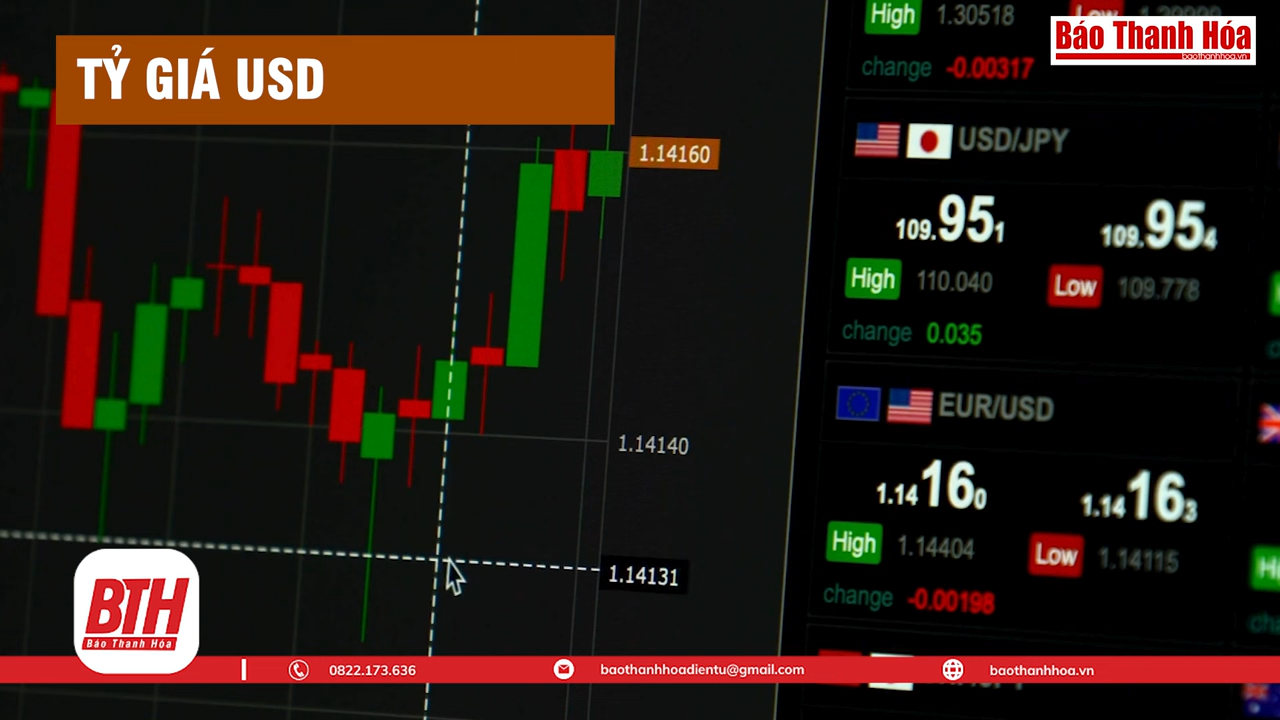 TỶ GIÁ USD
Báo Thanh Hóa
baothanhhoa.vn
High 1.30518 Low
change -0.00317
USD/JPY
109.951 109.954
High 110.040 Low 109.778
change 0.035
EUR/USD
1.14160 1.14163
High 1.14404 Low 1.14115
change -0.00198
1.14160
1.14140
1.14131
BTH
Báo Thanh Hóa
0822.173.636
baothanhhoadientu@gmail.com
baothanhhoa.vn